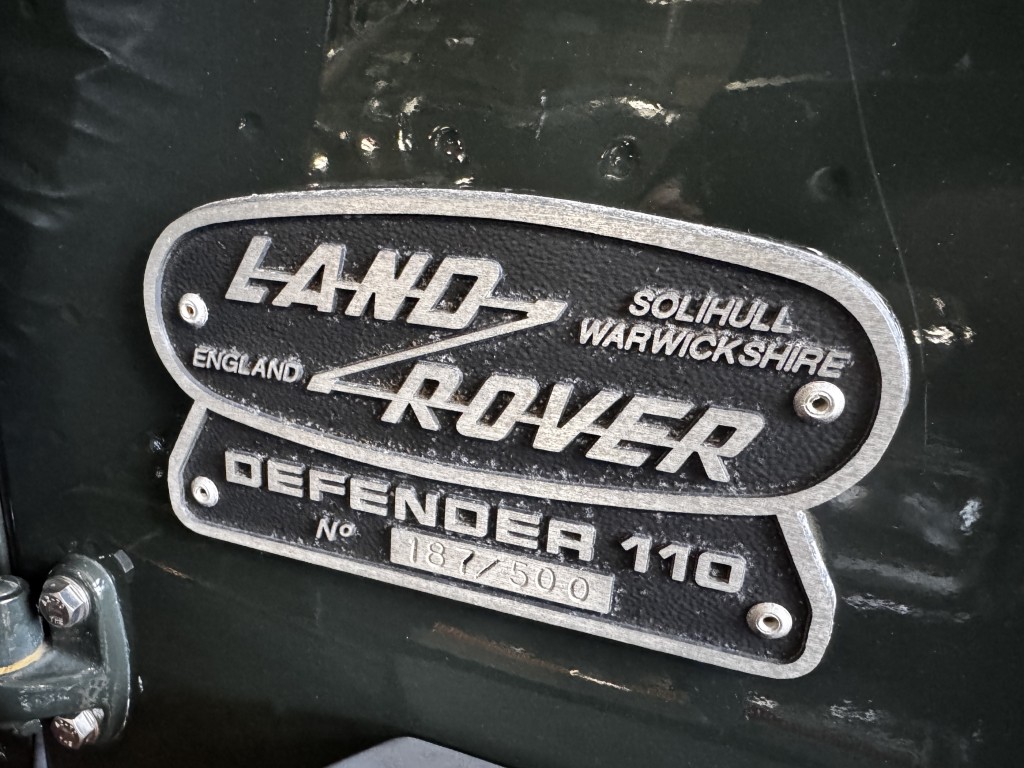 LAND
SOLIHULL
WARWICKSHIRE
ENGLAND
ROVER
DEFENDER 110
Nº 187/500